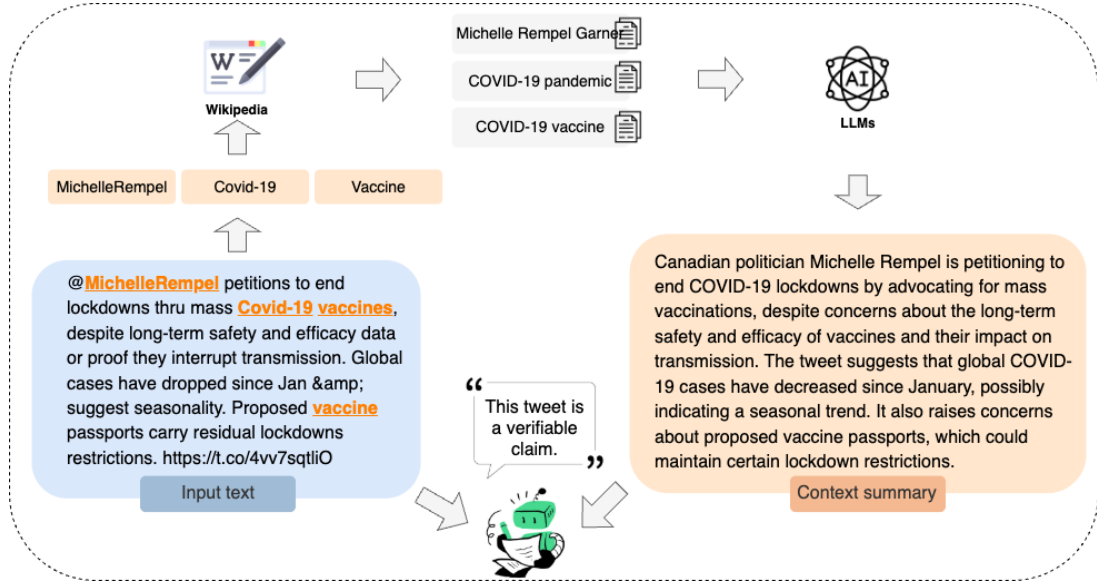 Michelle Rempel Garner
COVID-19 pandemic
COVID-19 vaccine
W
Wikipedia
AI
LLMs
MichelleRempel
Covid-19
Vaccine
@MichelleRempel petitions to end
lockdowns thru mass Covid-19 vaccines,
despite long-term safety and efficacy data
or proof they interrupt transmission. Global
cases have dropped since Jan &amp;
suggest seasonality. Proposed vaccine
passports carry residual lockdowns
restrictions. https://t.co/4vv7sqtliO
Input text
“
This tweet is
a verifiable
claim.
”
Canadian politician Michelle Rempel is petitioning to
end COVID-19 lockdowns by advocating for mass
vaccinations, despite concerns about the long-term
safety and efficacy of vaccines and their impact on
transmission. The tweet suggests that global COVID-
19 cases have decreased since January, possibly
indicating a seasonal trend. It also raises concerns
about proposed vaccine passports, which could
maintain certain lockdown restrictions.
Context summary